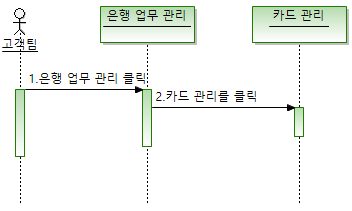 은행 업무 관리
카드 관리
고객팀
1.은행 업무 관리 클릭
2.카드 관리를 클릭